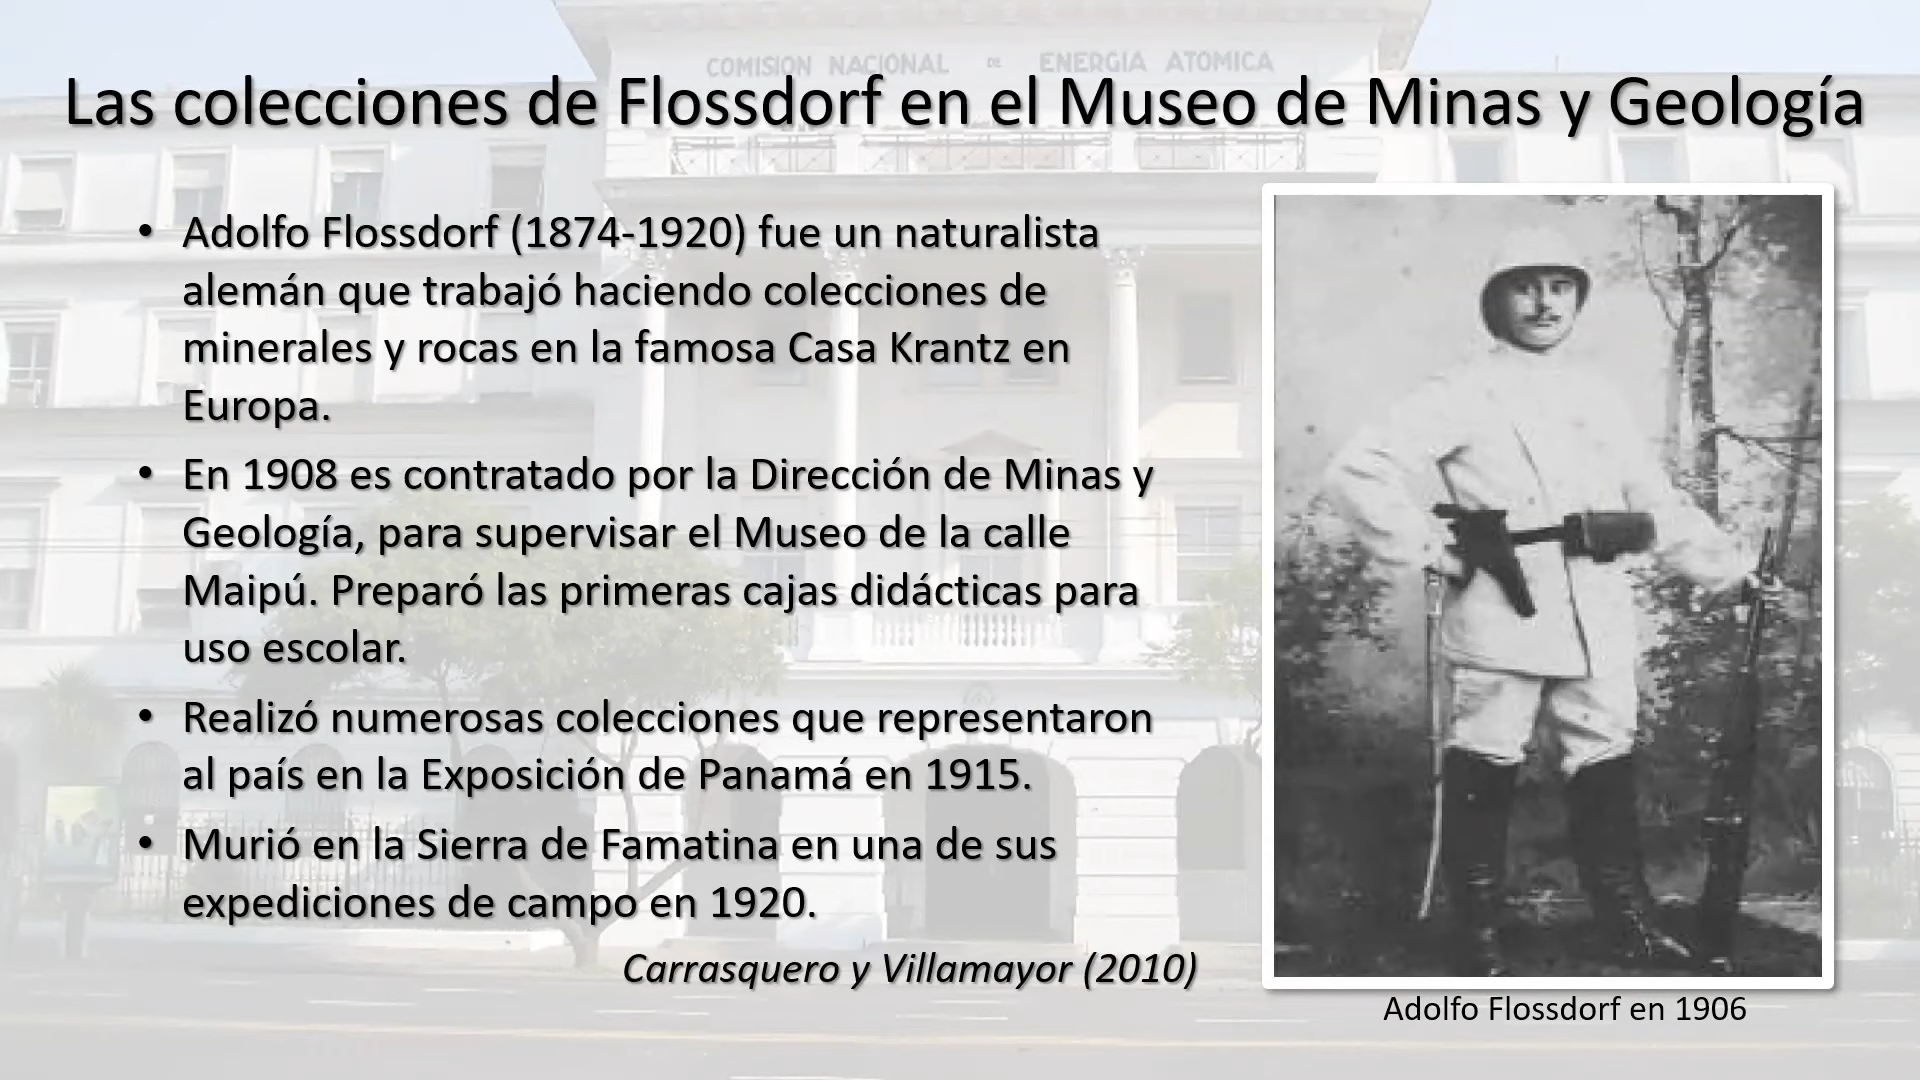 COMISION NACIONAL DE ENERGIA ATOMICA
Las colecciones de Flossdorf en el Museo de Minas y Geología
• Adolfo Flossdorf (1874-1920) fue un naturalista
alemán que trabajó haciendo colecciones de
minerales y rocas en la famosa Casa Krantz en
Europa.
• En 1908 es contratado por la Dirección de Minas y
Geología, para supervisar el Museo de la calle
Maipú. Preparó las primeras cajas didácticas para
uso escolar.
• Realizó numerosas colecciones que representaron
al país en la Exposición de Panamá en 1915.
• Murió en la Sierra de Famatina en una de sus
expediciones de campo en 1920.
Carrasquero y Villamayor (2010)
Adolfo Flossdorf en 1906